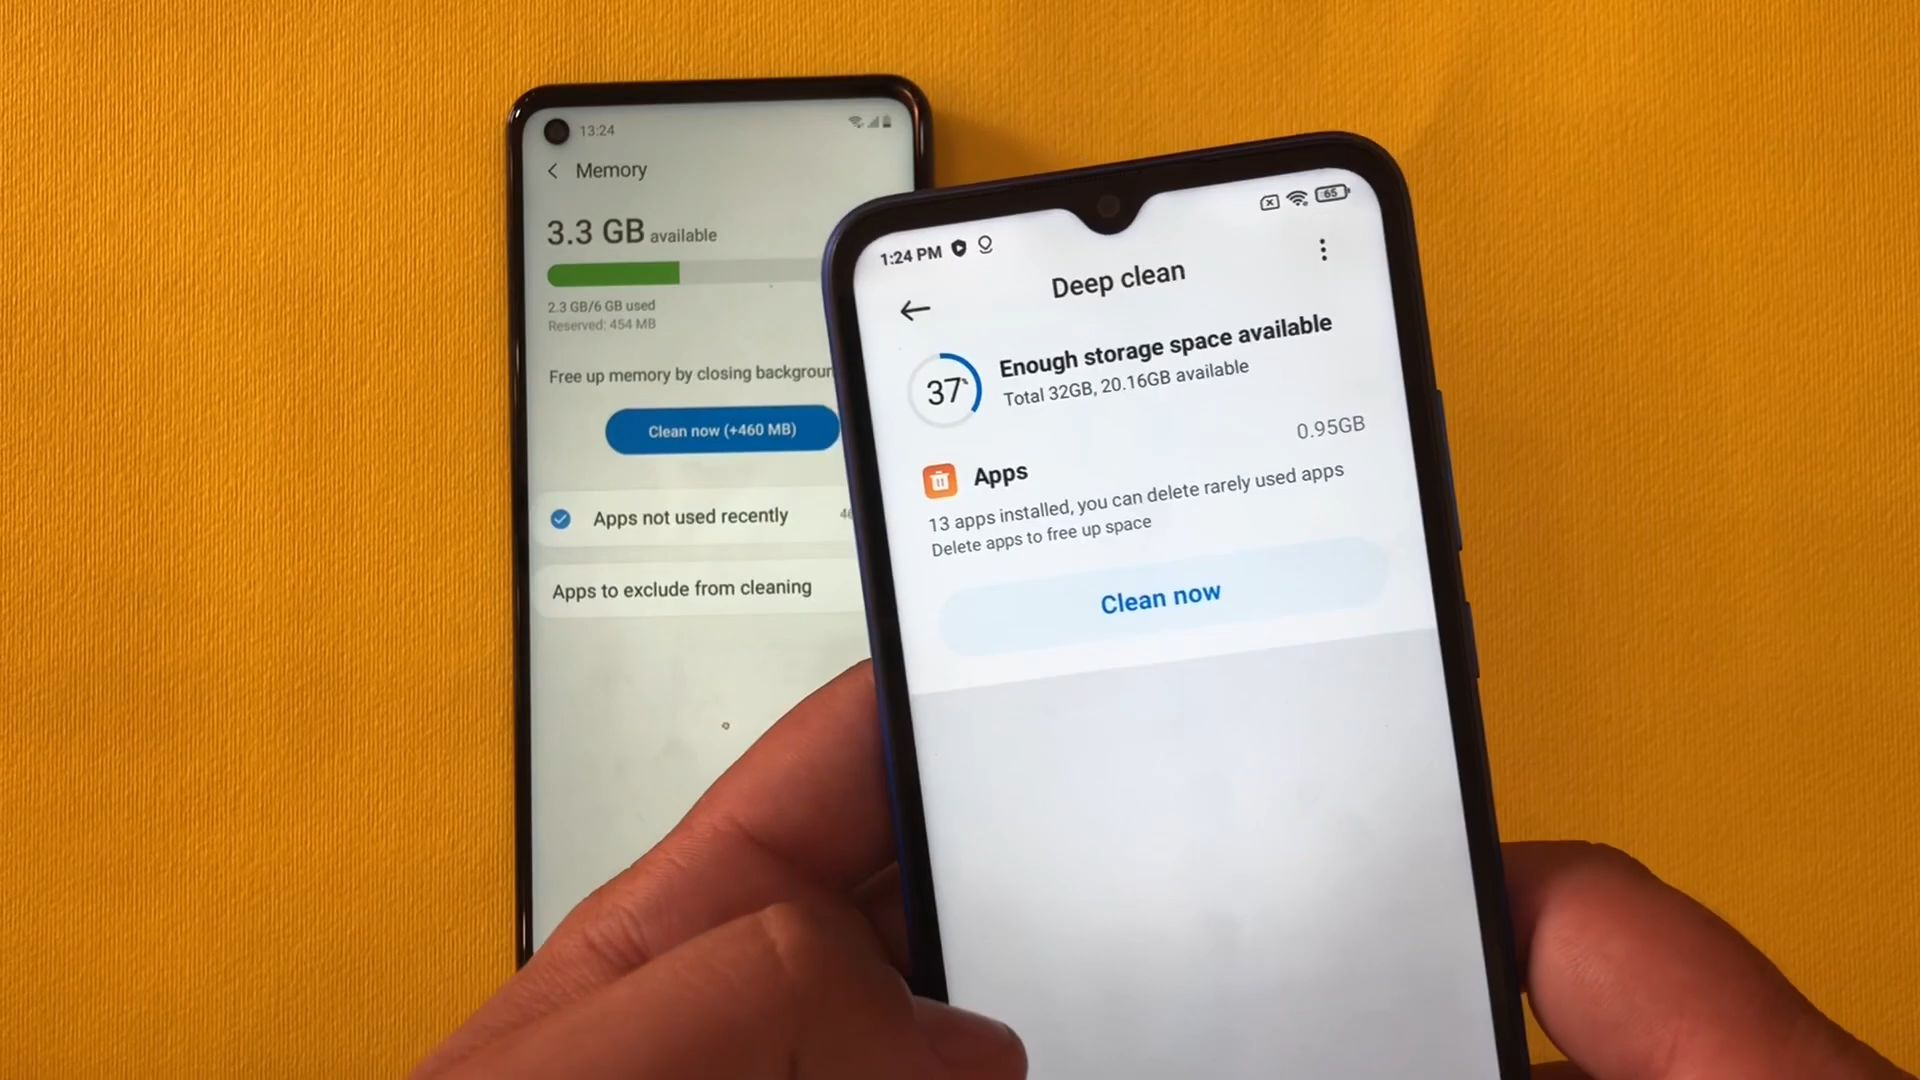 13:24
Memory
3.3 GB available
2.3 GB/6 GB used
Reserved: 454 MB
Free up memory by closing
Clean now (+460 MB)
Apps not used recently
Apps to exclude from cleaning
1:24 PM
65
Deep clean
37%
Enough storage space available
Total 32GB, 20.16GB available
0.95GB
Apps
13 apps installed, you can delete rarely used apps
Delete apps to free up space
Clean now